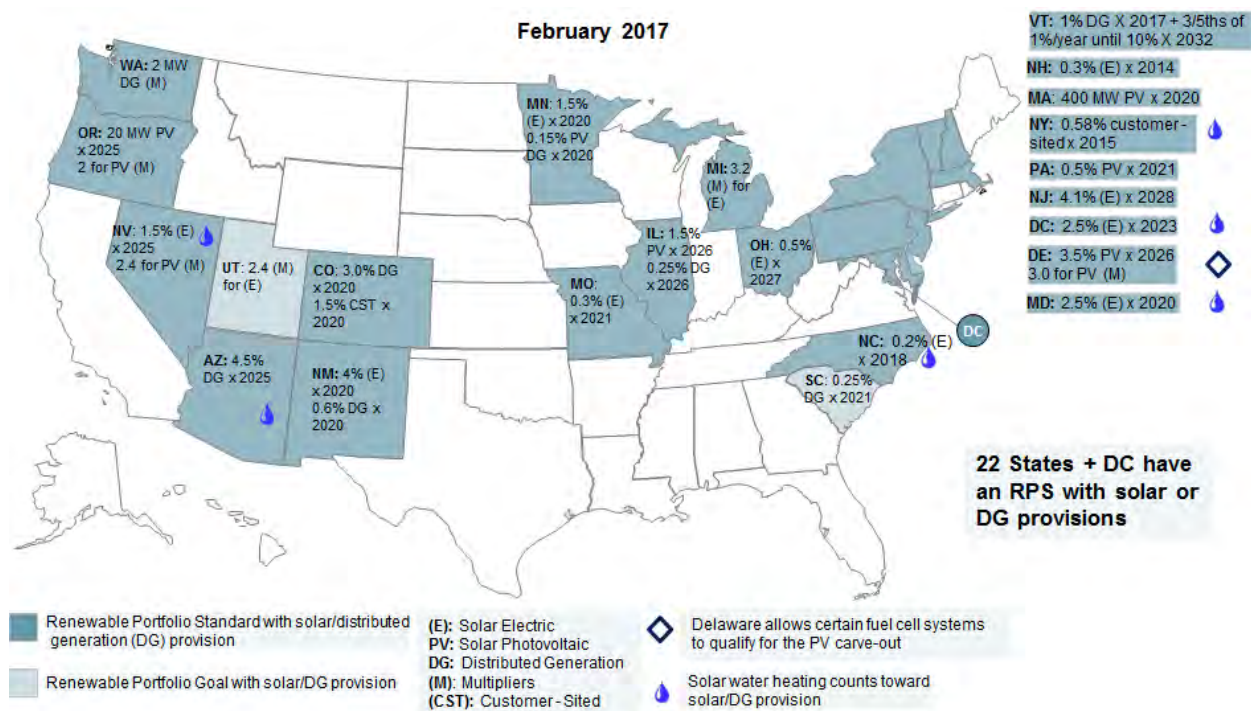 February 2017
WA: 2 MW
DG (M)
OR: 20 MW PV
x 2025
2 for PV (M)
NV: 1.5% (E)
x 2025
2.4 for PV (M)
UT: 2.4 (M)
for (E)
CO: 3.0% DG
x 2020
1.5% CST x
2020
AZ: 4.5%
DG x 2025
NM: 4% (E)
x 2020
0.6% DG x
2020
MN: 1.5%
(E) x 2020
0.15% PV
DG x 2020
MO:
0.3% (E)
x 2021
IL: 1.5%
PV x 2026
0.25% DG
x 2026
MI: 3.2
(M) for
(E)
OH: 0.5%
(E) x
2027
NC: 0.2% (E)
x 2018
SC: 0.25%
DG x 2021
DC
VT: 1% DG X 2017 + 3/5ths of
1%/year until 10% X 2032
NH: 0.3% (E) x 2014
MA: 400 MW PV x 2020
NY: 0.58% customer-
sited x 2015
PA: 0.5% PV x 2021
NJ: 4.1% (E) x 2028
DC: 2.5% (E) x 2023
DE: 3.5% PV x 2026
3.0 for PV (M)
MD: 2.5% (E) x 2020
22 States + DC have
an RPS with solar or
DG provisions
Renewable Portfolio Standard with solar/distributed
generation (DG) provision
Renewable Portfolio Goal with solar/DG provision
(E): Solar Electric
PV: Solar Photovoltaic
DG: Distributed Generation
(M): Multipliers
(CST): Customer-Sited
Delaware allows certain fuel cell systems
to qualify for the PV carve-out
Solar water heating counts toward
solar/DG provision